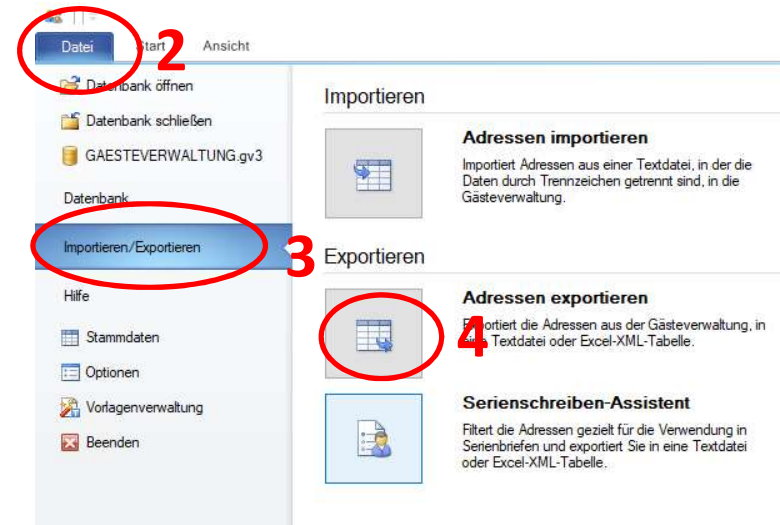 2
Datei Start Ansicht
Datenbank öffnen
Datenbank schließen
GAESTEVERWALTUNG.gv3
Datenbank
Importieren/Exportieren
3
Hilfe
Stammdaten
Optionen
Vorlagenverwaltung
Beenden
Importieren
Adressen importieren
Importiert Adressen aus einer Textdatei, in der die
Daten durch Trennzeichen getrennt sind, in die
Gästeverwaltung.
Exportieren
4
Adressen exportieren
Exportiert die Adressen aus der Gästeverwaltung, in
eine Textdatei oder Excel-XML-Tabelle.
Serienschreiben-Assistent
Filtert die Adressen gezielt für die Verwendung in
Serienbriefen und exportiert Sie in eine Textdatei
oder Excel-XML-Tabelle.